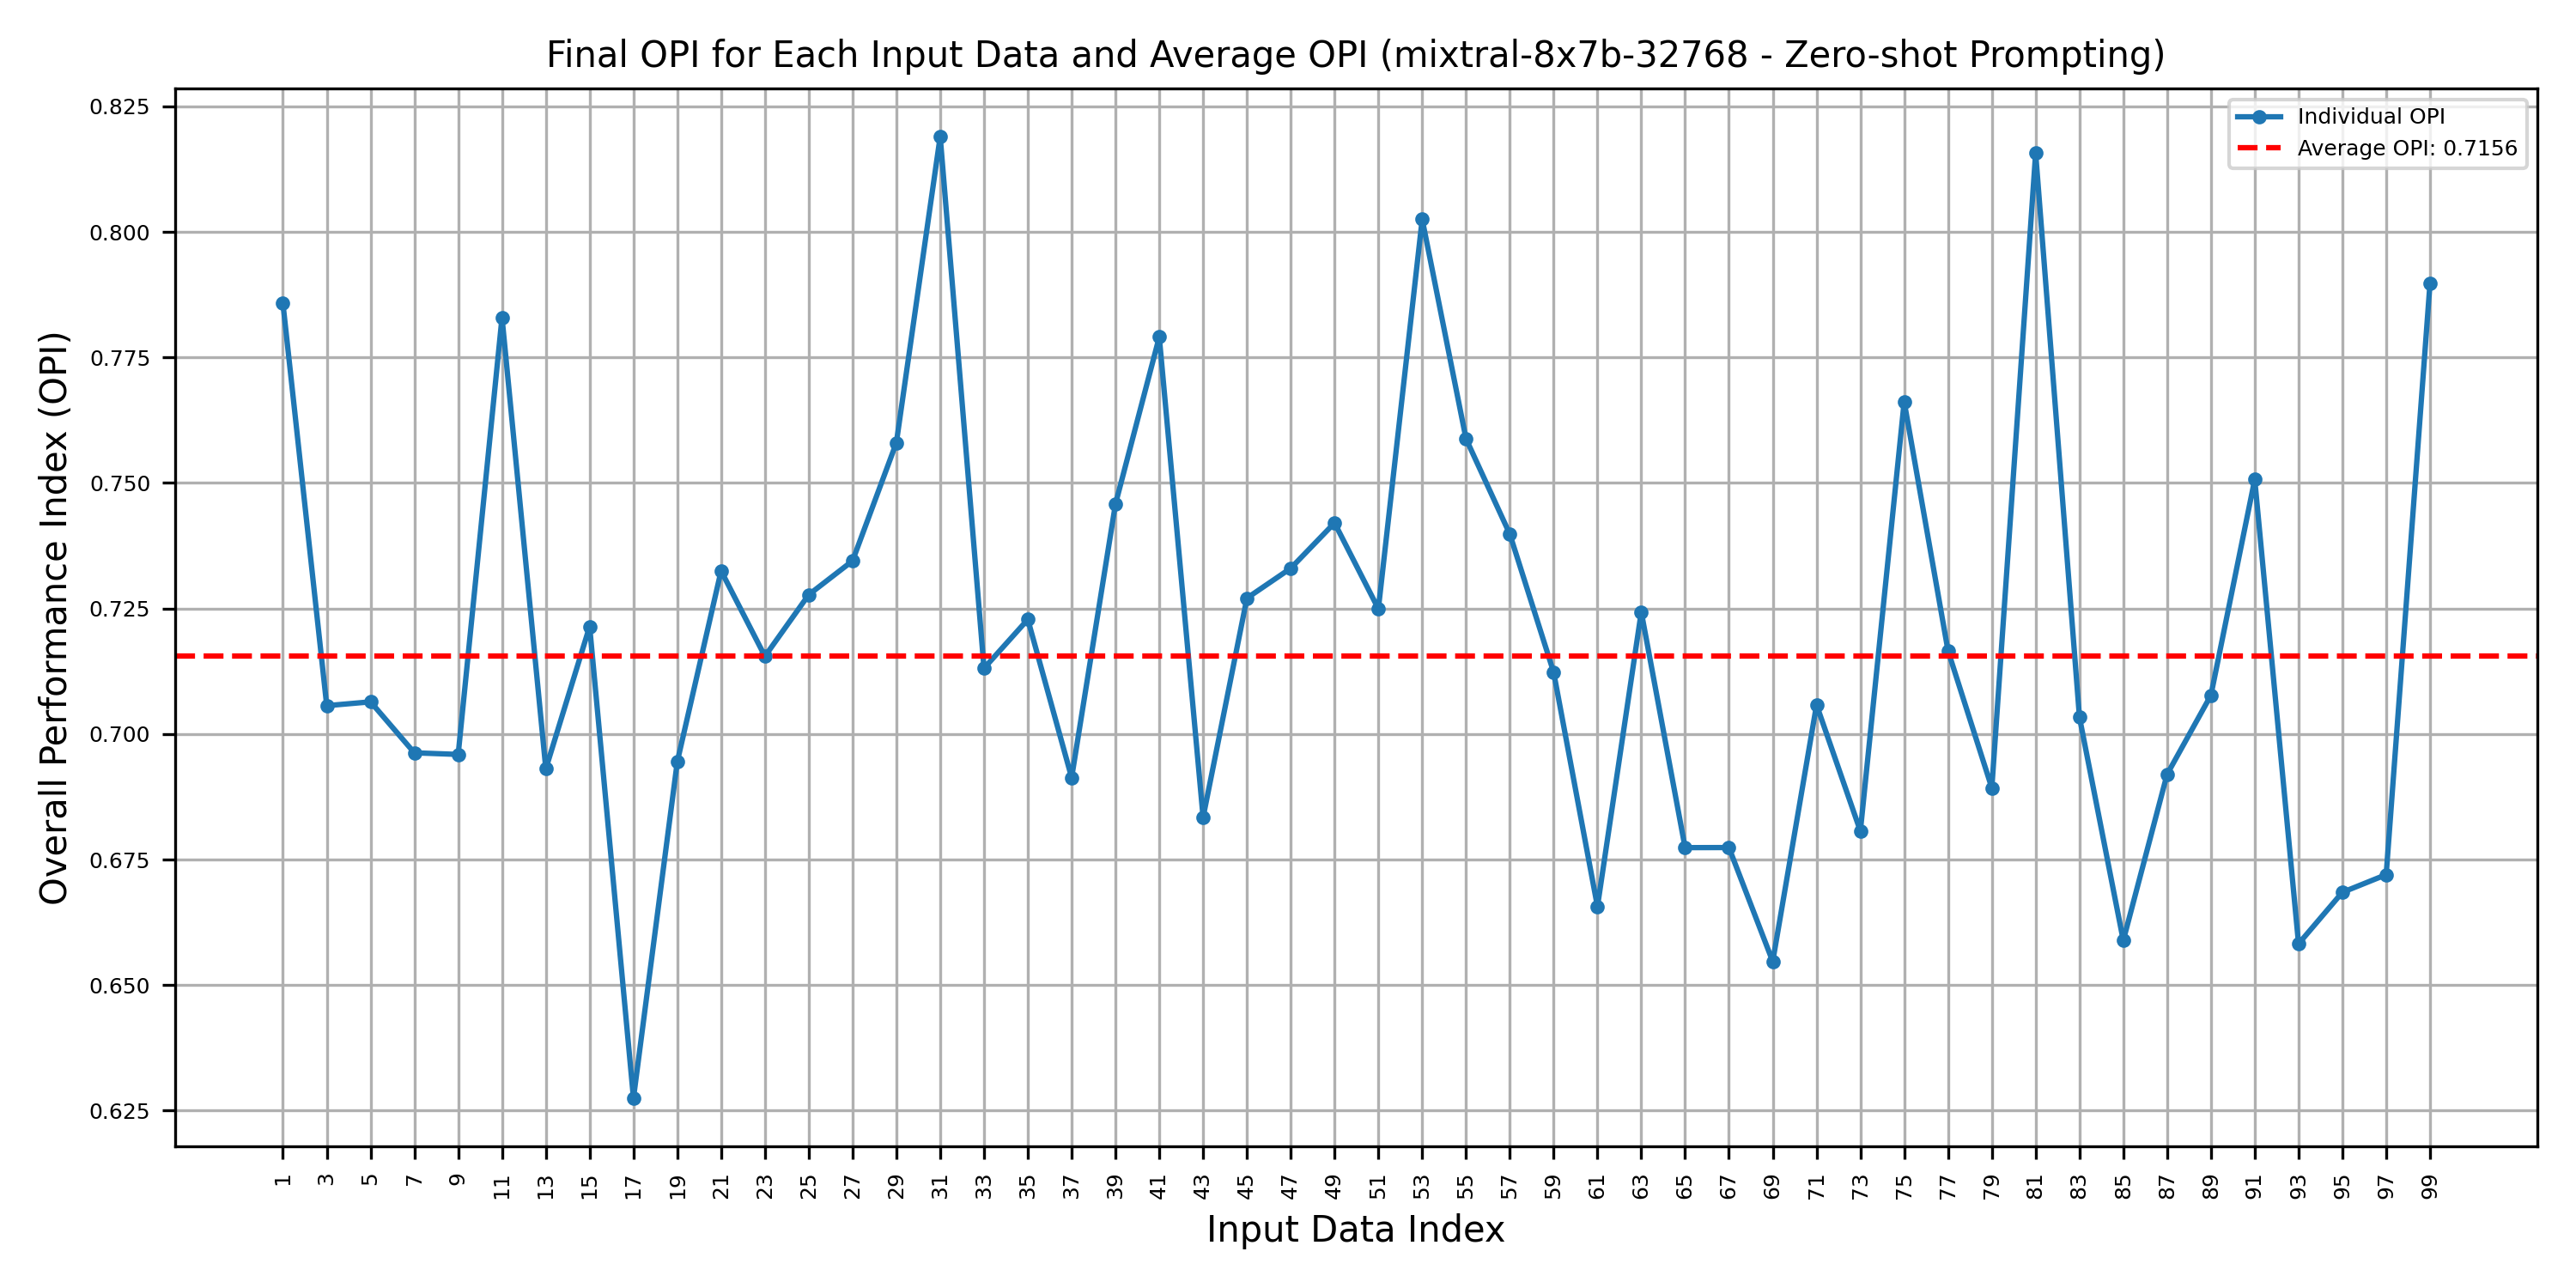 Final OPI for Each Input Data and Average OPI (mixtral-8x7b-32768 - Zero-shot Prompting)
Individual OPI
Average OPI: 0.7156
Overall Performance Index (OPI)
0.825
0.800
0.775
0.750
0.725
0.700
0.675
0.650
0.625
1 3 5 7 9 11 13 15 17 19 21 23 25 27 29 31 33 35 37 39 41 43 45 47 49 51 53 55 57 59 61 63 65 67 69 71 73 75 77 79 81 83 85 87 89 91 93 95 97 99
Input Data Index